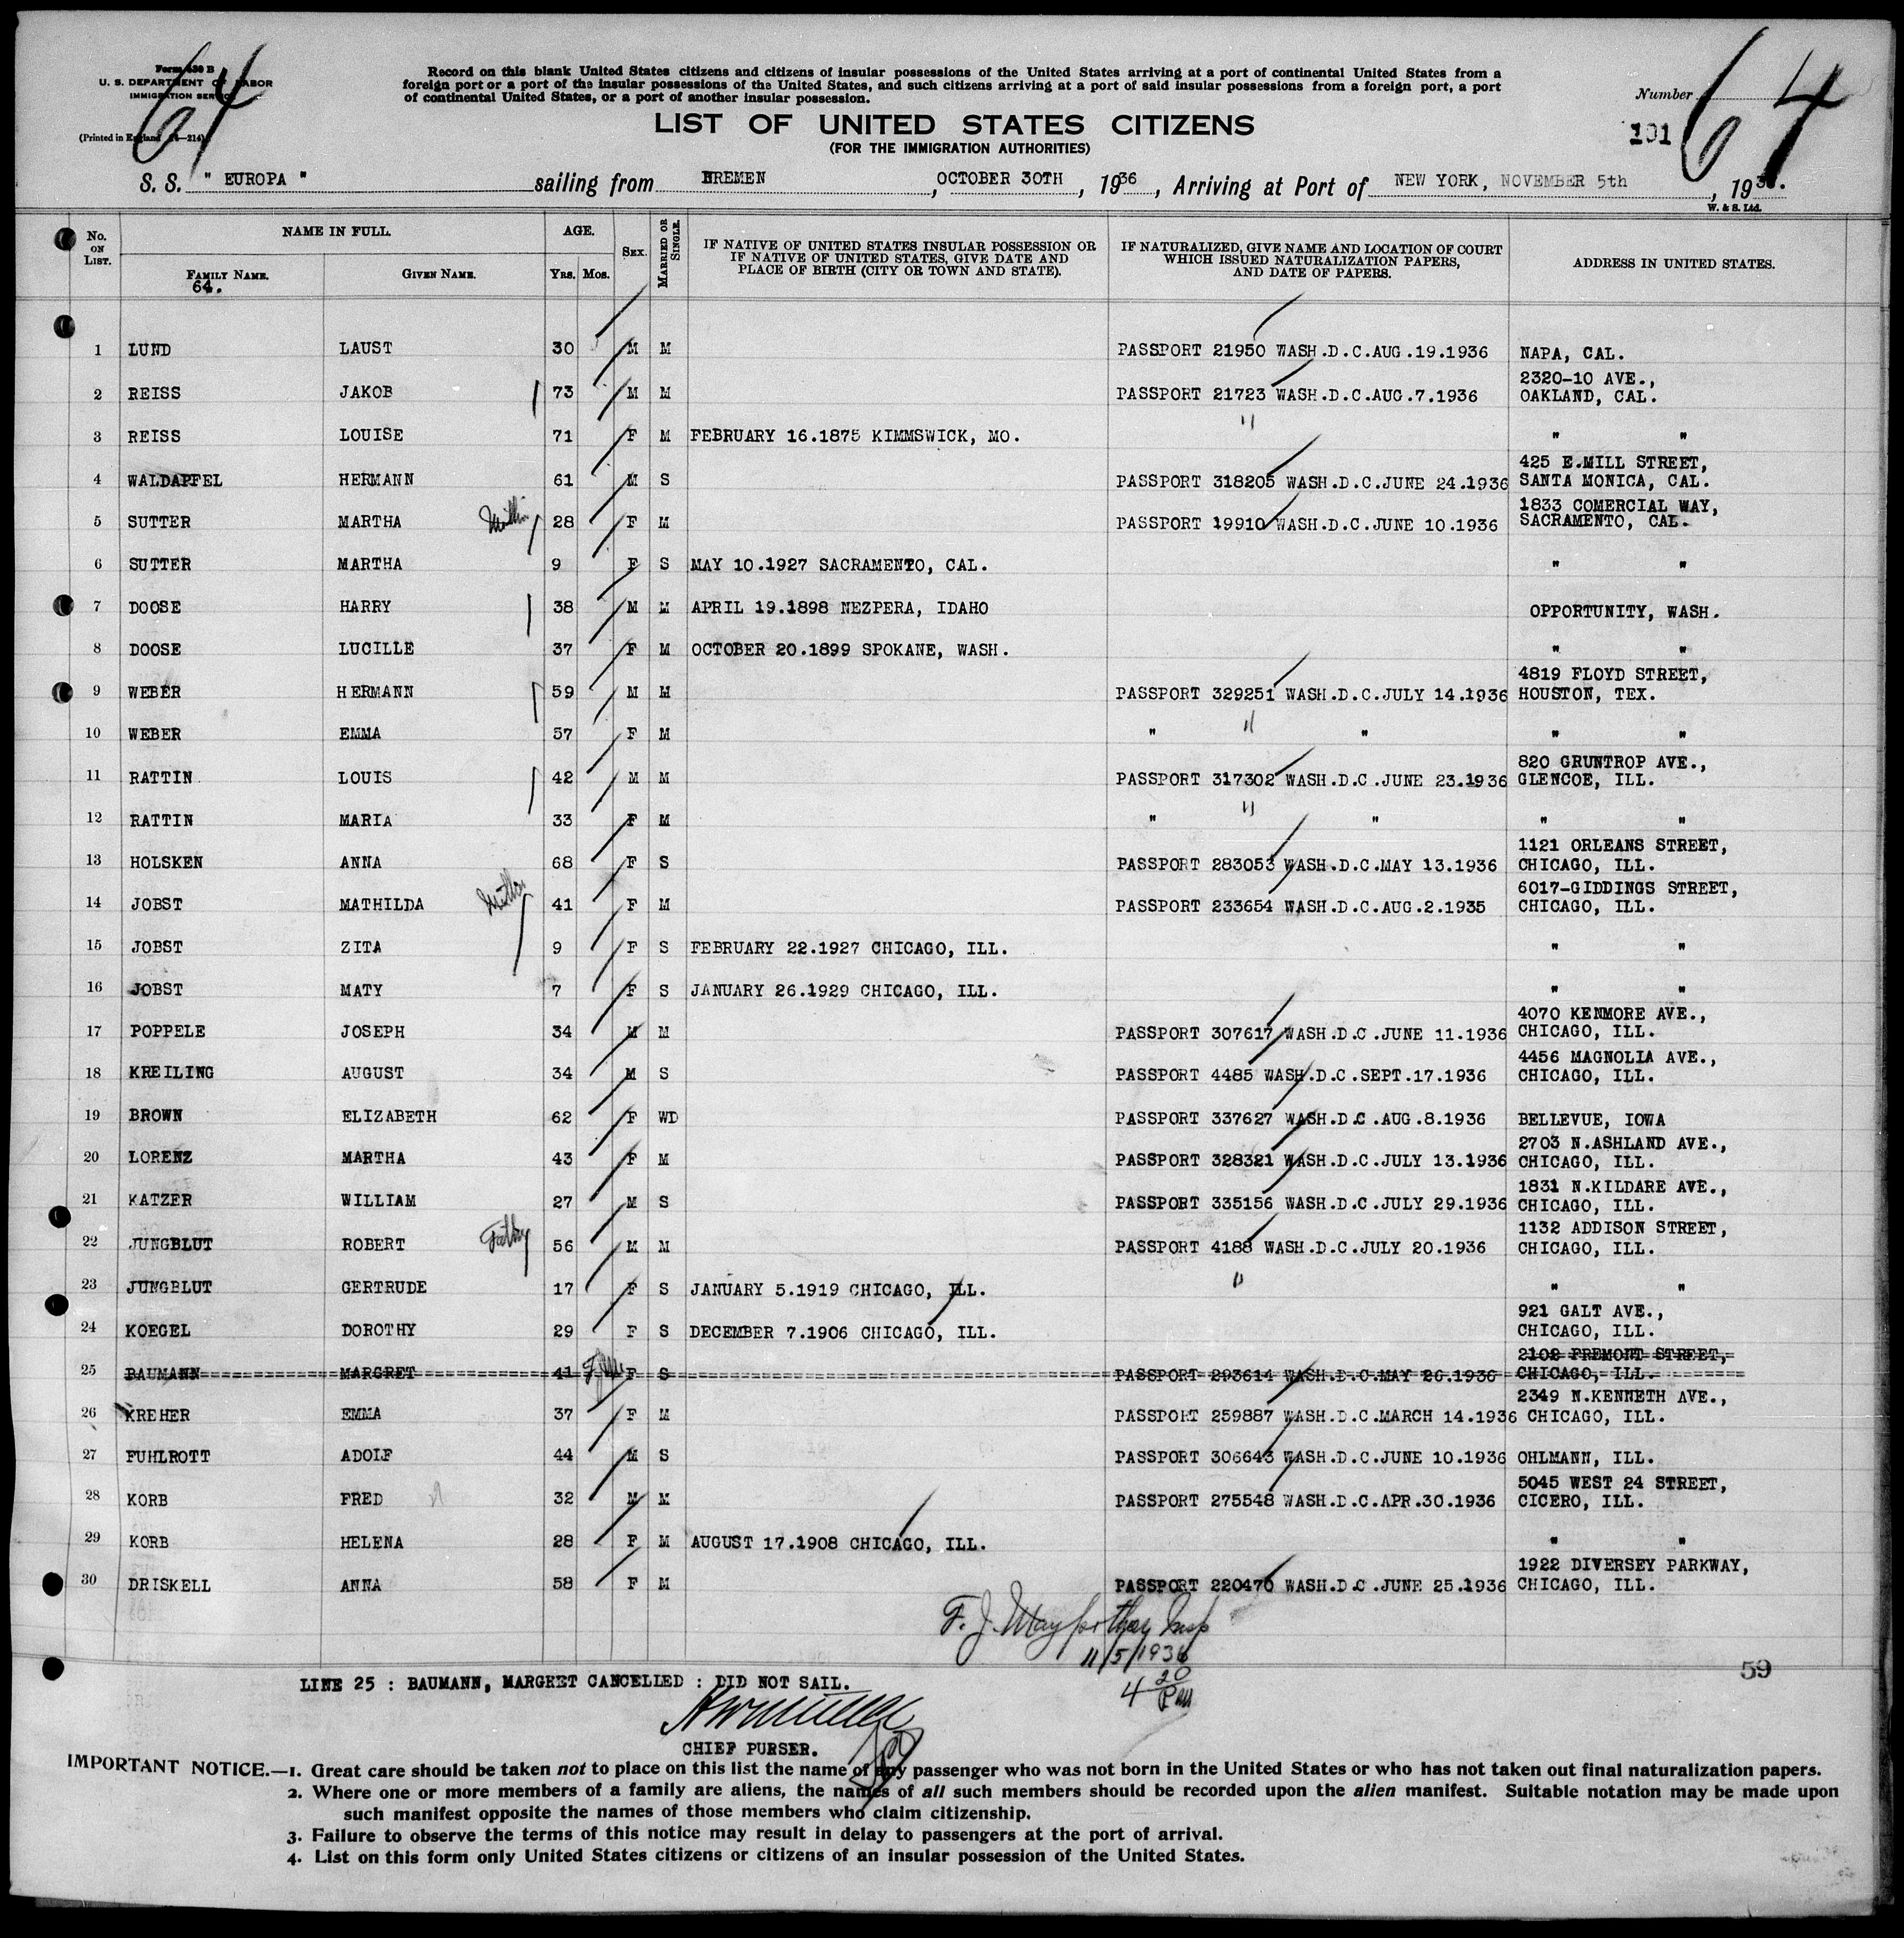 Form 630 B
U. S. DEPARTMENT OF LABOR
IMMIGRATION SERVICE
(Printed in England
64
Record on this blank United States citizens and citizens of insular possessions of the United States arriving at a port of continental United States from a
foreign port or a port of the insular possessions of the United States, and such citizens arriving at a port of said insular possessions from a foreign port, a port
of continental United States, or a port of another insular possession.
Number 64
LIST OF UNITED STATES CITIZENS
(FOR THE IMMIGRATION AUTHORITIES)
101
S. S. " EUROPA " sailing from BREMEN, OCTOBER 30TH, 1936, Arriving at Port of NEW YORK, NOVEMBER 5th, 1936.
W. & S. Ltd.
No. ON LIST. NAME IN FULL. AGE. SEX. MARRIED OR SINGLE. IF NATIVE OF UNITED STATES INSULAR POSSESSION OR IF NATIVE OF UNITED STATES, GIVE DATE AND PLACE OF BIRTH (CITY OR TOWN AND STATE). IF NATURALIZED, GIVE NAME AND LOCATION OF COURT WHICH ISSUED NATURALIZATION PAPERS, AND DATE OF PAPERS. ADDRESS IN UNITED STATES.
FAMILY NAME. GIVEN NAME. YRS. MOS.
64.
1 LUND LAUST 30 M M PASSPORT 21950 WASH.D.C.AUG.19.1936 NAPA, CAL.
2320-10 AVE.,
2 REISS JAKOB 73 M M PASSPORT 21723 WASH.D.C.AUG.7.1936 OAKLAND, CAL.
3 REISS LOUISE 71 F M FEBRUARY 16.1875 KIMMSWICK, MO. " " "
425 E.MILL STREET,
4 WALDAPFEL HERMANN 61 M S PASSPORT 318205 WASH.D.C.JUNE 24.1936 SANTA MONICA, CAL.
1833 COMERCIAL WAY,
5 SUTTER MARTHA 28 F M PASSPORT 19910 WASH.D.C.JUNE 10.1936 SACRAMENTO, CAL.
6 SUTTER MARTHA 9 F S MAY 10.1927 SACRAMENTO, CAL. " "
7 DOOSE HARRY 38 M M APRIL 19.1898 NEZPERA, IDAHO OPPORTUNITY, WASH.
8 DOOSE LUCILLE 37 F M OCTOBER 20.1899 SPOKANE, WASH. " "
4819 FLOYD STREET,
9 WEBER HERMANN 59 M M PASSPORT 329251 WASH.D.C.JULY 14.1936 HOUSTON, TEX.
10 WEBER EMMA 57 F M " " " " "
820 GRUNTROP AVE.,
11 RATTIN LOUIS 42 M M PASSPORT 317302 WASH.D.C.JUNE 23.1936 GLENCOE, ILL.
12 RATTIN MARIA 33 F M " " " " "
1121 ORLEANS STREET,
13 HOLSKEN ANNA 68 F S PASSPORT 283053 WASH.D.C.MAY 13.1936 CHICAGO, ILL.
6017-GIDDINGS STREET,
14 JOBST MATHILDA Mother 41 F M PASSPORT 233654 WASH.D.C.AUG.2.1935 CHICAGO, ILL.
15 JOBST ZITA 9 F S FEBRUARY 22.1927 CHICAGO, ILL. " "
16 JOBST MATY 7 F S JANUARY 26.1929 CHICAGO, ILL. " "
4070 KENMORE AVE.,
17 POPPELE JOSEPH 34 M M PASSPORT 307617 WASH.D.C.JUNE 11.1936 CHICAGO, ILL.
4456 MAGNOLIA AVE.,
18 KREILING AUGUST 34 M S PASSPORT 4485 WASH.D.C.SEPT.17.1936 CHICAGO, ILL.
19 BROWN ELIZABETH 62 F WD PASSPORT 337627 WASH.D.C.AUG.8.1936 BELLEVUE, IOWA
2703 N.ASHLAND AVE.,
20 LORENZ MARTHA 43 F M PASSPORT 328321 WASH.D.C.JULY 13.1936 CHICAGO, ILL.
1831 N.KILDARE AVE.,
21 KATZER WILLIAM 27 M S PASSPORT 335156 WASH.D.C.JULY 29.1936 CHICAGO, ILL.
1132 ADDISON STREET,
22 JUNGBLUT ROBERT Father 56 M M PASSPORT 4188 WASH.D.C.JULY 20.1936 CHICAGO, ILL.
23 JUNGBLUT GERTRUDE 17 F S JANUARY 5.1919 CHICAGO, ILL. " " "
921 GALT AVE.,
24 KOEGEL DOROTHY 29 F S DECEMBER 7.1906 CHICAGO, ILL. CHICAGO, ILL.
2108 FREMONT STREET,
25 BAUMANN MARGRET 41 F S PASSPORT 293614 WASH.D.C.MAY 26.1936 CHICAGO, ILL.
2349 N.KENNETH AVE.,
26 KREHER EMMA 37 F M PASSPORT 259887 WASH.D.C.MARCH 14.1936 CHICAGO, ILL.
27 FUHLROTT ADOLF 44 M S PASSPORT 306643 WASH.D.C.JUNE 10.1936 OHLMANN, ILL.
5045 WEST 24 STREET,
28 KORB FRED 32 M M PASSPORT 275548 WASH.D.C.APR.30.1936 CICERO, ILL.
29 KORB HELENA 28 F M AUGUST 17.1908 CHICAGO, ILL. " "
1922 DIVERSEY PARKWAY,
30 DRISKELL ANNA 58 F M PASSPORT 220470 WASH.D.C.JUNE 25.1936 CHICAGO, ILL.
F. J. Mayforthay Insp
11/5/1936
4 20 PM
59
LINE 25 : BAUMANN, MARGRET CANCELLED : DID NOT SAIL.
CHIEF PURSER.
IMPORTANT NOTICE.—1. Great care should be taken not to place on this list the name of any passenger who was not born in the United States or who has not taken out final naturalization papers.
2. Where one or more members of a family are aliens, the names of all such members should be recorded upon the alien manifest. Suitable notation may be made upon
such manifest opposite the names of those members who claim citizenship.
3. Failure to observe the terms of this notice may result in delay to passengers at the port of arrival.
4. List on this form only United States citizens or citizens of an insular possession of the United States.